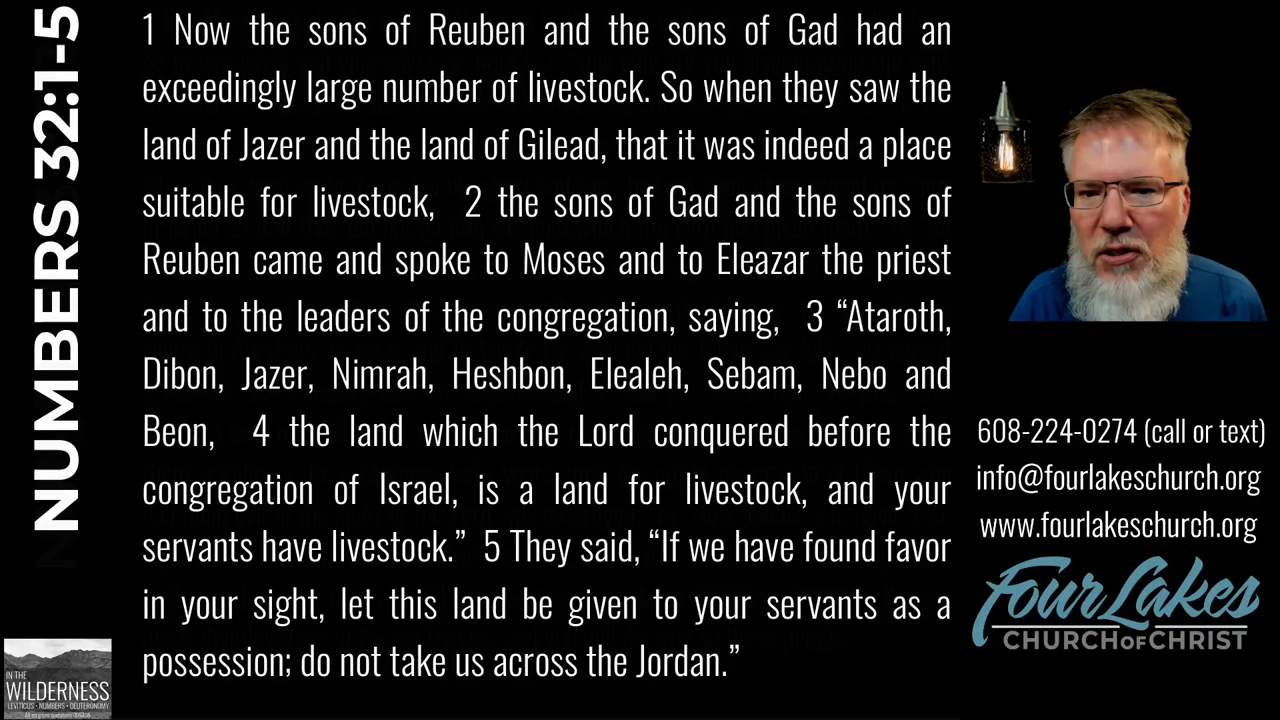 NUMBERS 32:1-5
1 Now the sons of Reuben and the sons of Gad had an
exceedingly large number of livestock. So when they saw the
land of Jazer and the land of Gilead, that it was indeed a place
suitable for livestock, 2 the sons of Gad and the sons of
Reuben came and spoke to Moses and to Eleazar the priest
and to the leaders of the congregation, saying, 3 “Ataroth,
Dibon, Jazer, Nimrah, Heshbon, Elealeh, Sebam, Nebo and
Beon, 4 the land which the Lord conquered before the
congregation of Israel, is a land for livestock, and your
servants have livestock.” 5 They said, “If we have found favor
in your sight, let this land be given to your servants as a
possession; do not take us across the Jordan.”
608-224-0274 (call or text)
info@fourlakeschurch.org
www.fourlakeschurch.org
Four Lakes
CHURCH OF CHRIST
IN THE
WILDERNESS
LEVITICUS • NUMBERS • DEUTERONOMY